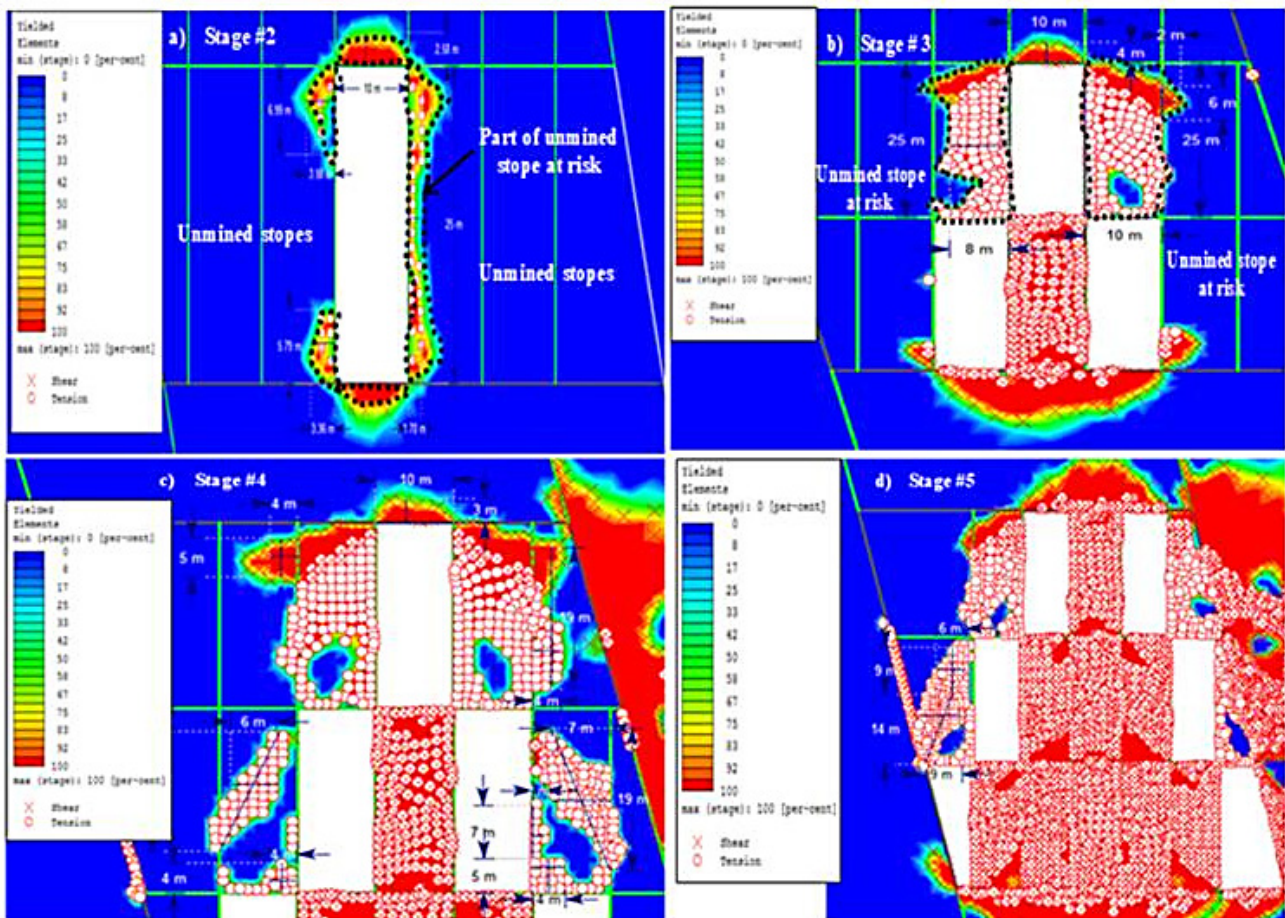 Yielded
Elements
min (stage): 0 [per-cent]
0
8
17
25
33
42
50
58
67
75
83
92
100
max (stage): 100 [per-cent]
Shear
Tension
a) Stage #2
10 m
Part of unmined
stope at risk
Unmined stopes
25 m
Unmined stopes
5.75 m
Yielded
Elements
min (stage): 0 [per-cent]
0
8
17
25
33
42
50
58
67
75
83
92
100
max (stage): 100 [per-cent]
Shear
Tension
b) Stage # 3
10 m
2 m
4 m
6 m
25 m
25 m
Unmined stope
at risk
8 m
10 m
Unmined stope
at risk
Yielded
Elements
min (stage): 0 [per-cent]
0
8
17
25
33
42
50
58
67
75
83
92
100
max (stage): 100 [per-cent]
Shear
Tension
c) Stage #4
10 m
4 m
3 m
5 m
19 m
6 m
7 m
19 m
7 m
4
4 m
5 m
4 m
Yielded
Elements
min (stage): 0 [per-cent]
0
8
17
25
33
42
50
58
67
75
83
92
100
max (stage): 100 [per-cent]
Shear
Tension
d) Stage #5
6 m
9 m
14 m